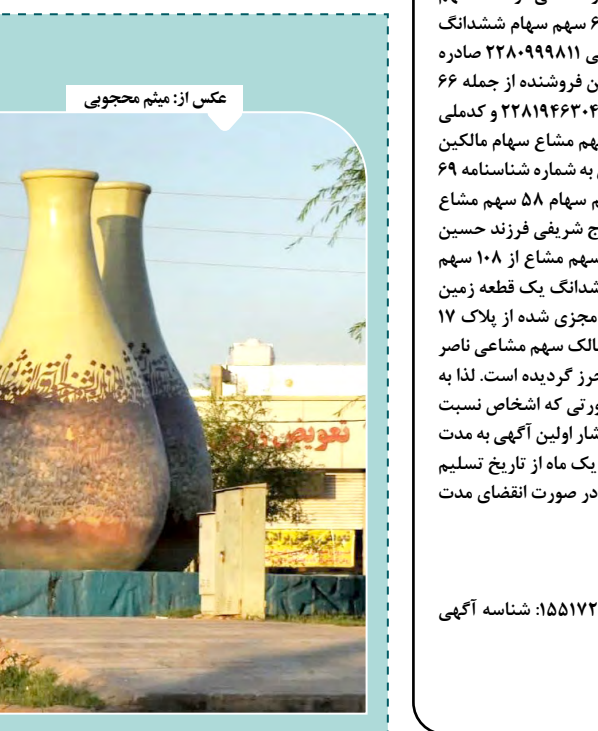 ۶ سهم سهام ششدانگ
ی ۲۲۸۰۹۹۹۸۱۱ صادره
ن فروشنده از جمله ۶۶
۲۲۸۱۹۴۶۳۰۴ و کدملی
هم مشاع سهام مالکین
به شماره شناسنامه ۶۹
م سهام ۵۸ سهم مشاع
ج شریفی فرزند حسین
سهم مشاع از ۱۰۸ سهم
شدانگ یک قطعه زمین
مجزی شده از پلاک ۱۷
الک سهم مشاعی ناصر
حرز گردیده است. لذا به
ورتی که اشخاص نسبت
شار اولین آگهی به مدت
یک ماه از تاریخ تسلیم
در صورت انقضای مدت
۱۵۵۱۷۲: شناسه آگهی
عکس از: میثم محجوبی
تعویض